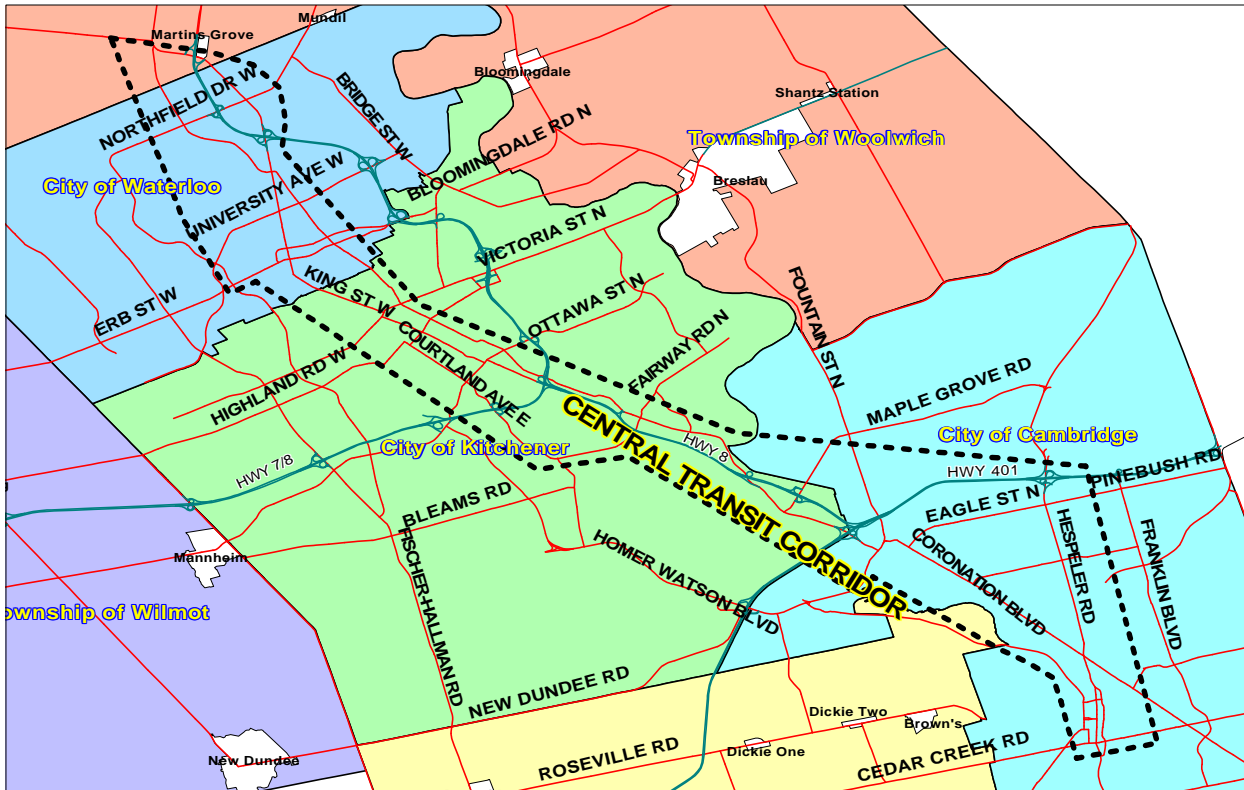 Mundil
Martins Grove
Bloomingdale
NORTHFIELD DR W
BRIDGE ST W
Shantz Station
Township of Woolwich
BLOOMINGDALE RD N
UNIVERSITY AVE W
City of Waterloo
Breslau
VICTORIA ST N
KING ST W
FOUNTAIN ST N
ERB ST W
OTTAWA ST N
COURTLAND AVE E
FAIRWAY RD N
HIGHLAND RD W
MAPLE GROVE RD
CENTRAL TRANSIT CORRIDOR
City of Kitchener
HWY 8
City of Cambridge
HWY 7/8
HWY 401
PINEBUSH RD
EAGLE ST N
BLEAMS RD
HESPELER RD
FRANKLIN BLVD
CORONATION BLVD
FISCHER-HALLMAN RD
HOMER WATSON BLVD
Mannheim
ownship of Wilmot
NEW DUNDEE RD
Dickie Two
Brown's
ROSEVILLE RD
Dickie One
CEDAR CREEK RD
New Dundee